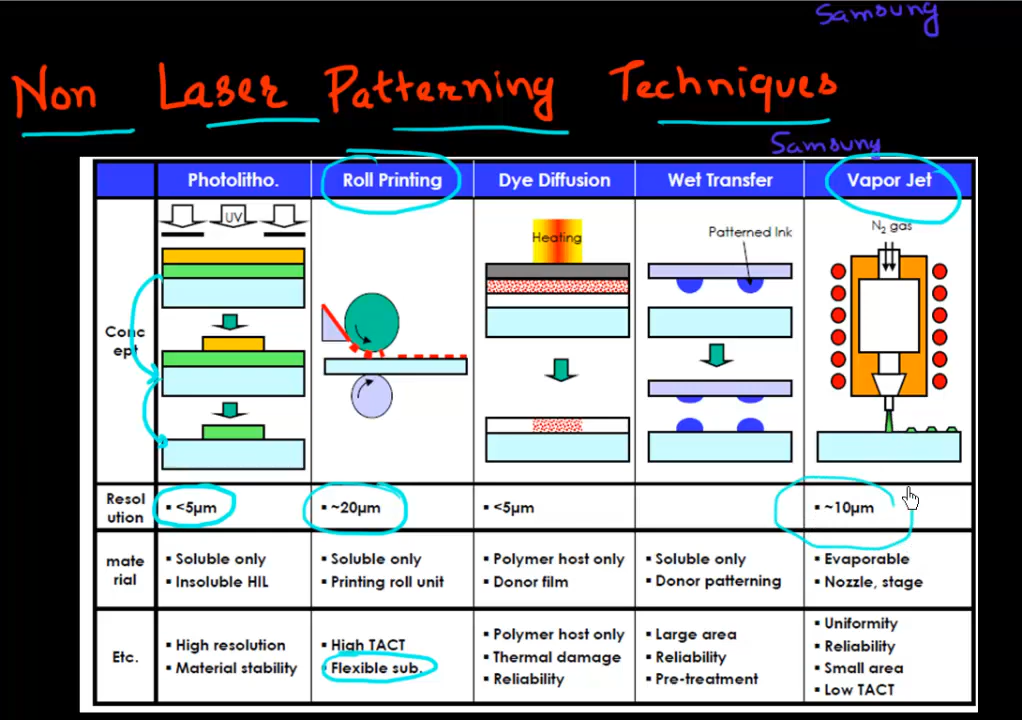 Samsung
Non Laser Patterning Techniques
Samsung
Photolitho. Roll Printing Dye Diffusion Wet Transfer Vapor Jet
Conc
ept
UV
Heating
Patterned Ink
N2 gas
Resol
ution
▪ <5µm ▪ ~20µm ▪ <5µm ▪ ~10µm
mate
rial
▪ Soluble only
▪ Insoluble HIL
▪ Soluble only
▪ Printing roll unit
▪ Polymer host only
▪ Donor film
▪ Soluble only
▪ Donor patterning
▪ Evaporable
▪ Nozzle, stage
Etc.
▪ High resolution
▪ Material stability
▪ High TACT
▪ Flexible sub.
▪ Polymer host only
▪ Thermal damage
▪ Reliability
▪ Large area
▪ Reliability
▪ Pre-treatment
▪ Uniformity
▪ Reliability
▪ Small area
▪ Low TACT